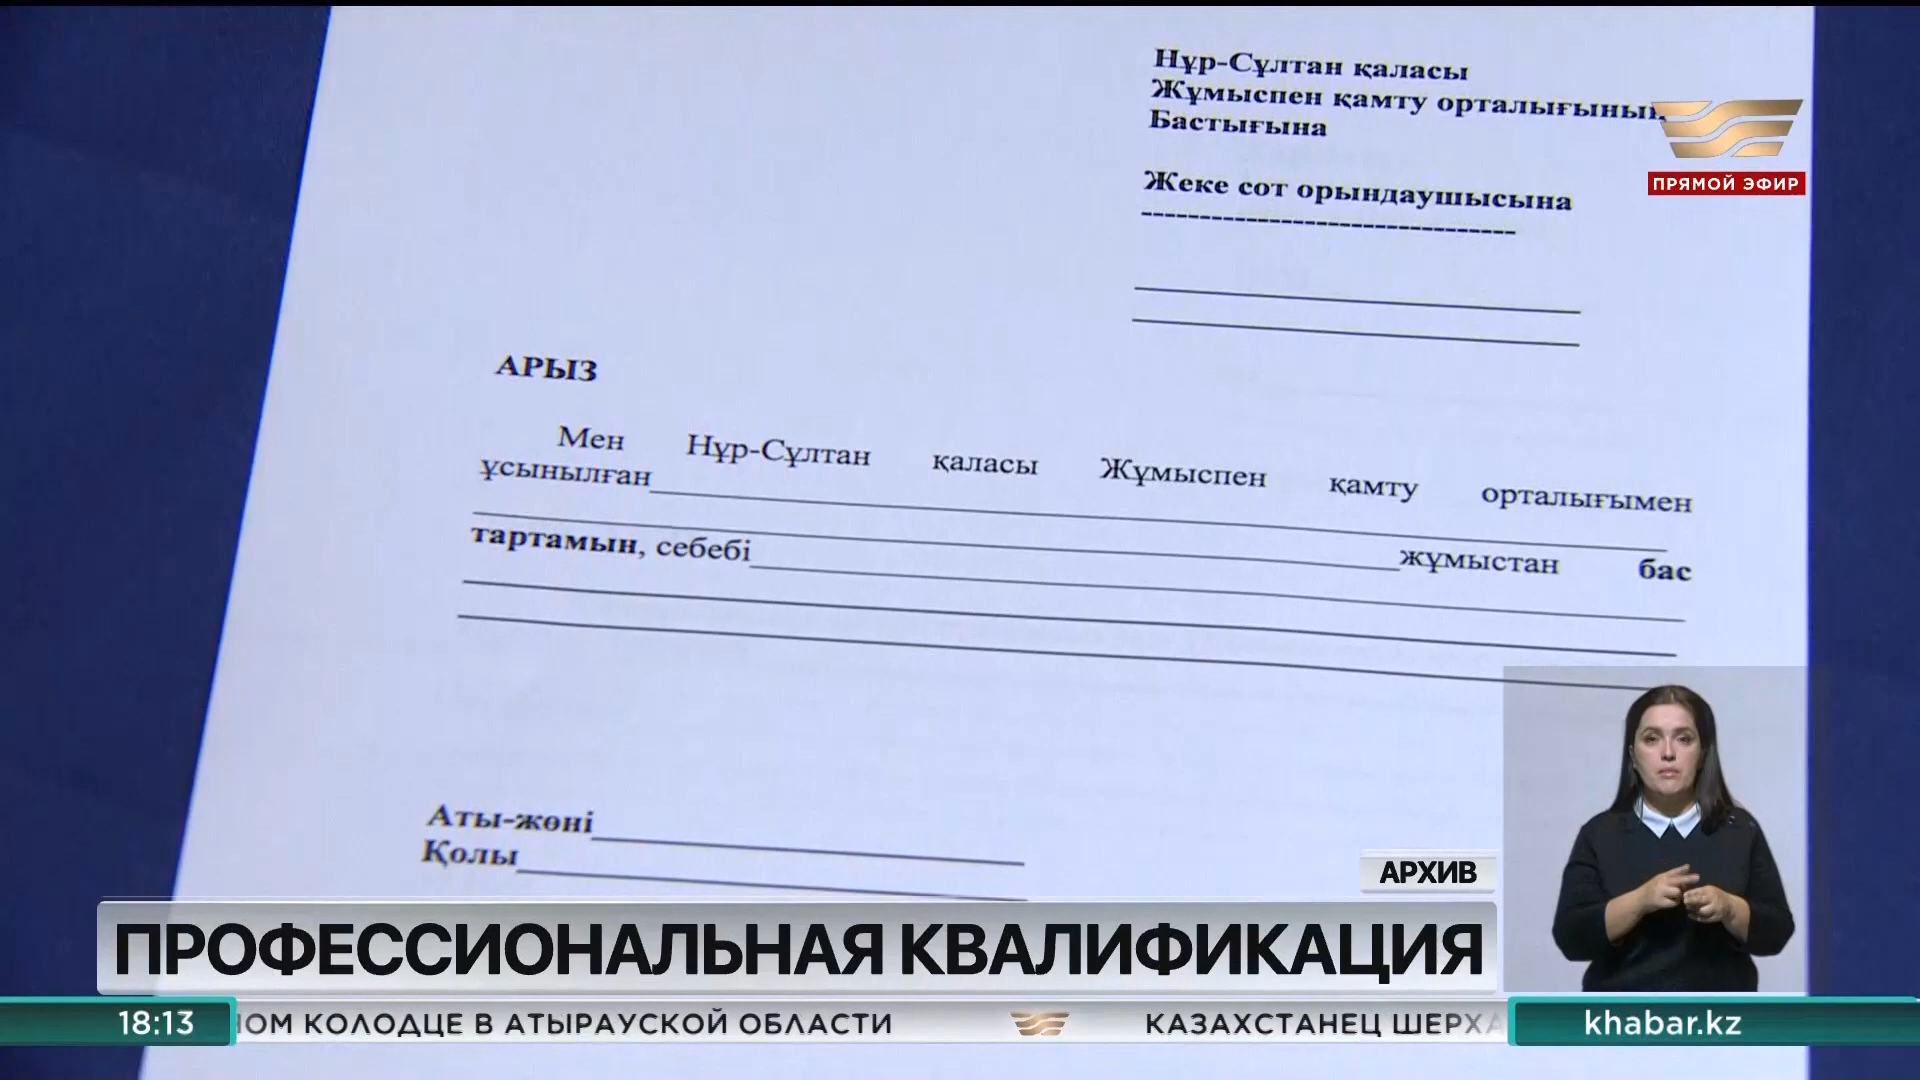 Нұр-Сұлтан қаласы
Жұмыспен қамту орталығының
Бастығына
ПРЯМОЙ ЭФИР
Жеке сот орындаушысына
--------------------------------
АРЫЗ
Мен Нұр-Сұлтан қаласы Жұмыспен қамту орталығымен
ұсынылған
жұмыстан бас
тартамын, себебі
Аты-жөні
Қолы
АРХИВ
ПРОФЕССИОНАЛЬНАЯ КВАЛИФИКАЦИЯ
18:13
НОМ КОЛОДЦЕ В АТЫРАУСКОЙ ОБЛАСТИ КАЗАХСТАНЕЦ ШЕРХА
khabar.kz